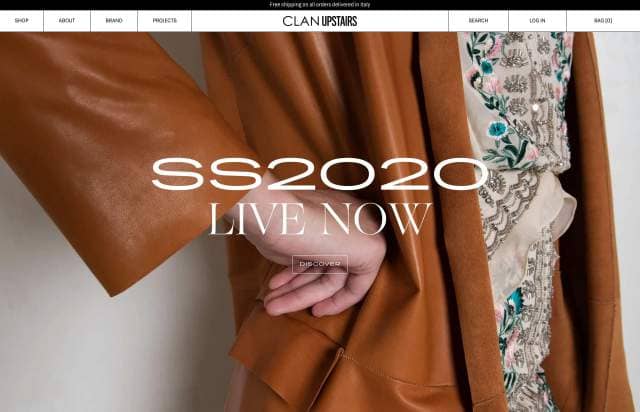 Free shipping on all orders delivered in Italy
SHOP
ABOUT
BRAND
PROJECTS
CLAN UPSTAIRS
SEARCH
LOG IN
BAG [0]
SS2020
LIVE NOW
DISCOVER